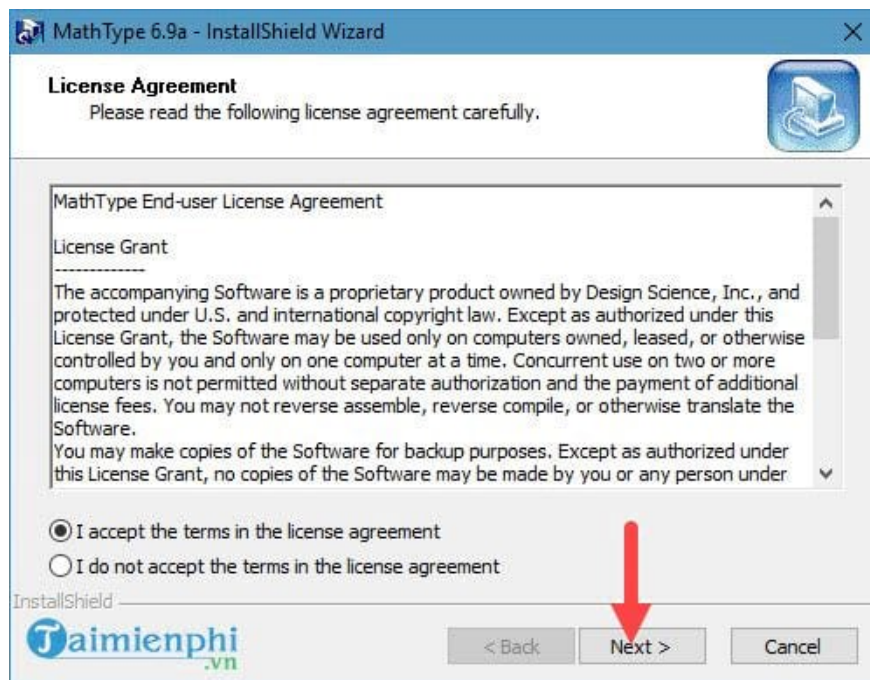 MathType 6.9a - InstallShield Wizard
License Agreement
Please read the following license agreement carefully.
MathType End-user License Agreement
License Grant
-------------
The accompanying Software is a proprietary product owned by Design Science, Inc., and
protected under U.S. and international copyright law. Except as authorized under this
License Grant, the Software may be used only on computers owned, leased, or otherwise
controlled by you and only on one computer at a time. Concurrent use on two or more
computers is not permitted without separate authorization and the payment of additional
license fees. You may not reverse assemble, reverse compile, or otherwise translate the
Software.
You may make copies of the Software for backup purposes. Except as authorized under
this License Grant, no copies of the Software may be made by you or any person under
I accept the terms in the license agreement
I do not accept the terms in the license agreement
InstallShield
Taimienphi
.vn
< Back Next > Cancel